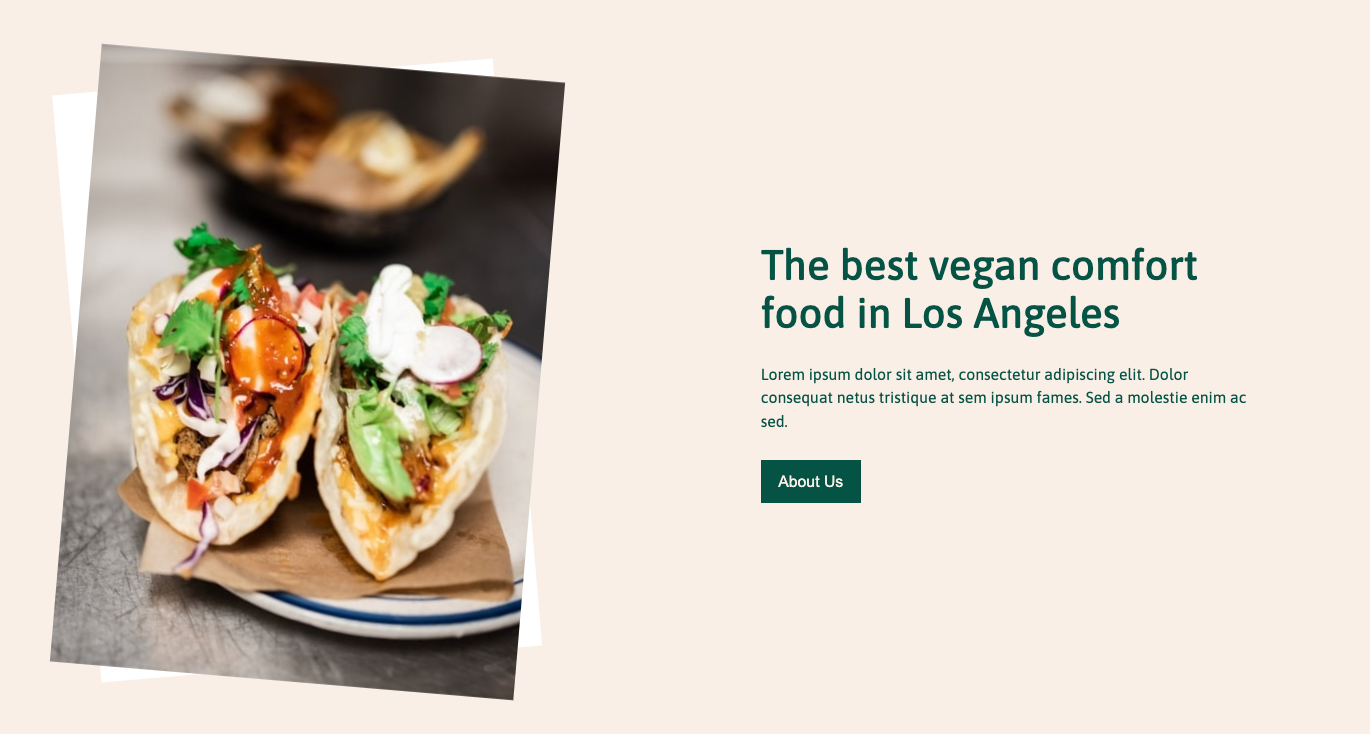 The best vegan comfort
food in Los Angeles
Lorem ipsum dolor sit amet, consectetur adipiscing elit. Dolor
consequat netus tristique at sem ipsum fames. Sed a molestie enim ac
sed.
About Us